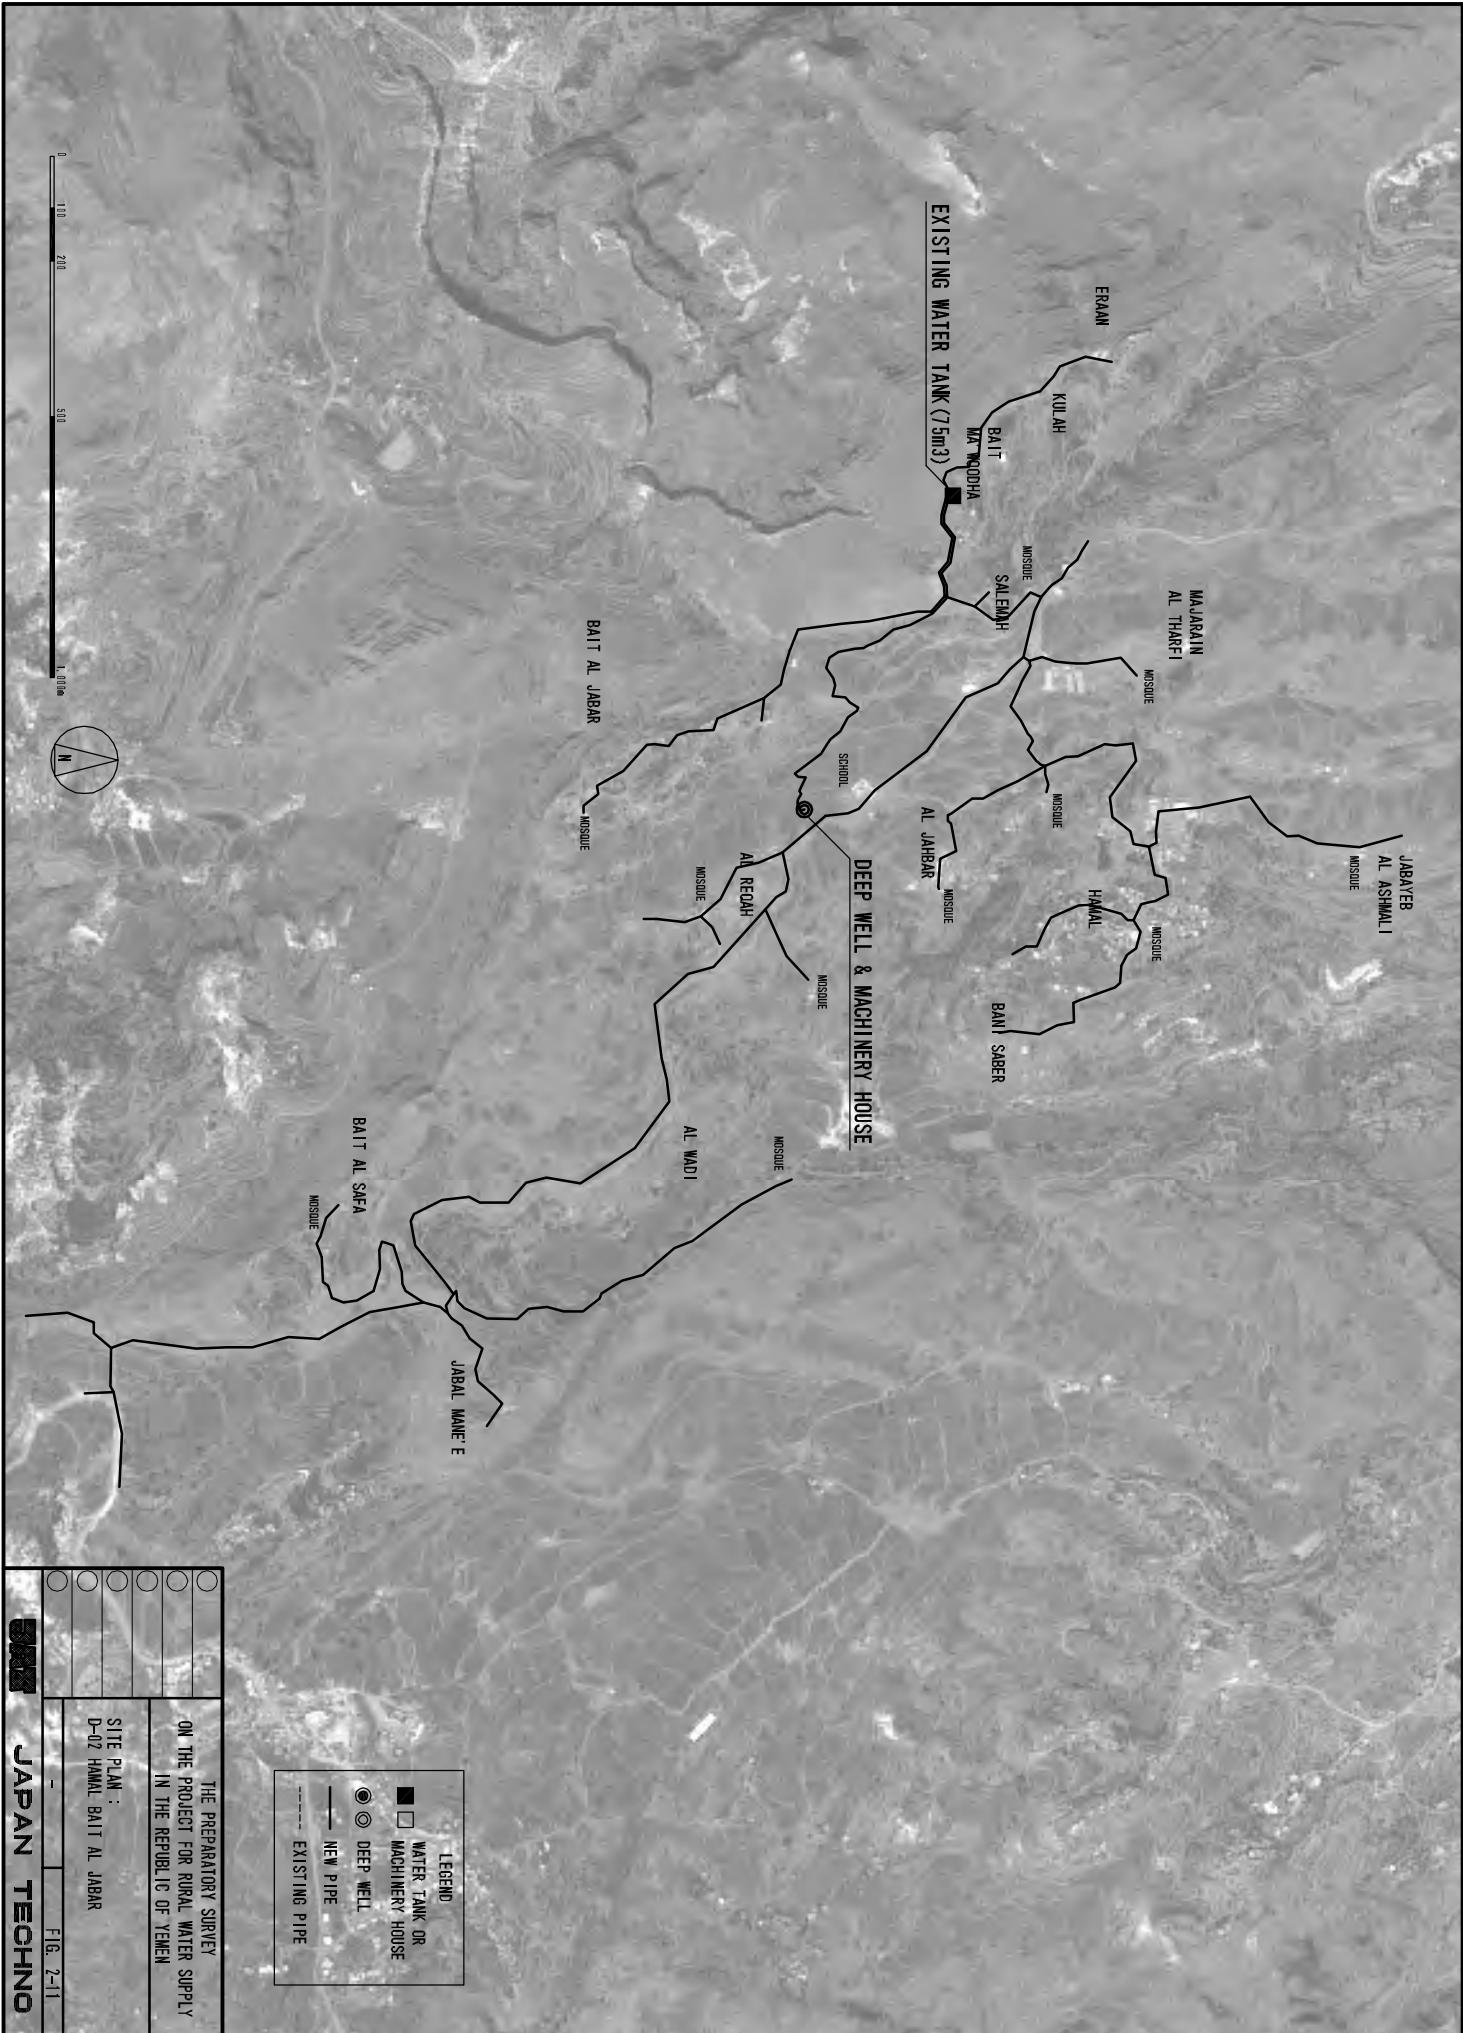 JABAYEB
AL ASHMALI
MOSQUE
MAJARAIN
AL THARFI
MOSQUE
MOSQUE
HAMAL
ERAAN
KULAH
MOSQUE
MOSQUE
BANI SABER
SALEMAH
BAIT
MA'WOODHA
MOSQUE
AL JAHBAR
EXISTING WATER TANK(75m3)
DEEP WELL & MACHINERY HOUSE
SCHOOL
MOSQUE
MOSQUE
AL REQAH
MOSQUE
AL WADI
BAIT AL JABAR
MOSQUE
JABAL MANE'E
BAIT AL SAFA
MOSQUE
0 100 200 500 1,000m
N
LEGEND
WATER TANK OR
MACHINERY HOUSE
DEEP WELL
NEW PIPE
EXISTING PIPE
THE PREPARATORY SURVEY
ON THE PROJECT FOR RURAL WATER SUPPLY
IN THE REPUBLIC OF YEMEN
SITE PLAN :
D-02 HAMAL BAIT AL JABAR
- FIG. 2-11
JAPAN TECHNO